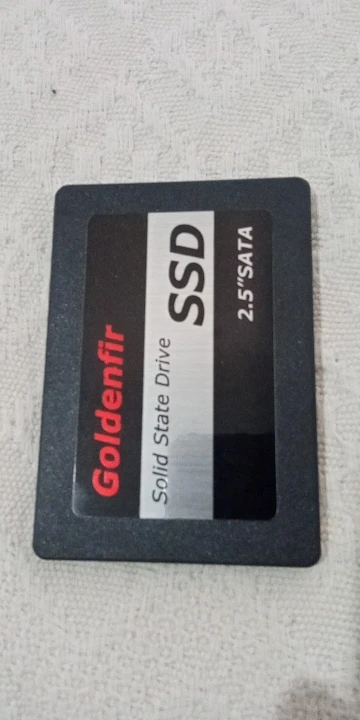 Goldenfir
Solid State Drive
SSD
2.5"SATA